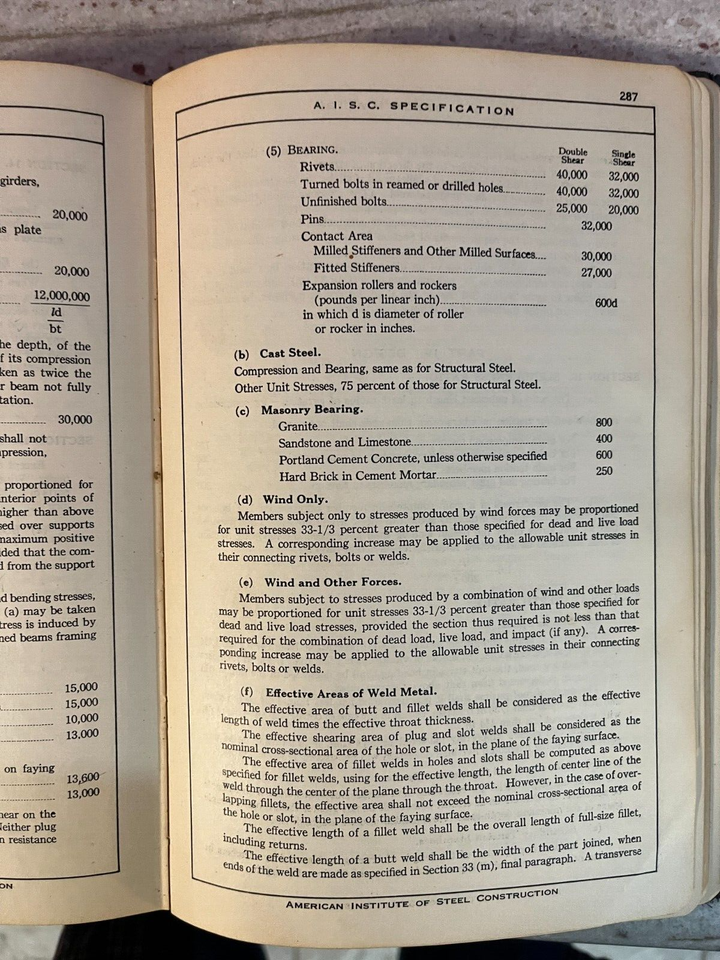 girders,
20,000
s plate
20,000
12,000,000
ld
bt
he depth, of the
f its compression
ken as twice the
r beam not fully
tation.
30,000
shall not
pression,
proportioned for
nterior points of
nigher than above
sed over supports
maximum positive
ided that the com-
d from the support
d bending stresses,
(a) may be taken
tress is induced by
ned beams framing
15,000
15,000
10,000
13,000
on faying
13,600
13,000
hear on the
Neither plug
n resistance
ON
287
A. I. S. C. SPECIFICATION
(5) BEARING. Double Shear Single Shear
Rivets 40,000 32,000
Turned bolts in reamed or drilled holes 40,000 32,000
Unfinished bolts 25,000 20,000
Pins 32,000
Contact Area
Milled Stiffeners and Other Milled Surfaces 30,000
Fitted Stiffeners 27,000
Expansion rollers and rockers
(pounds per linear inch) 600d
in which d is diameter of roller
or rocker in inches.
(b) Cast Steel.
Compression and Bearing, same as for Structural Steel.
Other Unit Stresses, 75 percent of those for Structural Steel.
(c) Masonry Bearing.
Granite 800
Sandstone and Limestone 400
Portland Cement Concrete, unless otherwise specified 600
Hard Brick in Cement Mortar 250
(d) Wind Only.
Members subject only to stresses produced by wind forces may be proportioned
for unit stresses 33-1/3 percent greater than those specified for dead and live load
stresses. A corresponding increase may be applied to the allowable unit stresses in
their connecting rivets, bolts or welds.
(e) Wind and Other Forces.
Members subject to stresses produced by a combination of wind and other loads
may be proportioned for unit stresses 33-1/3 percent greater than those specified for
dead and live load stresses, provided the section thus required is not less than that
required for the combination of dead load, live load, and impact (if any). A corres-
ponding increase may be applied to the allowable unit stresses in their connecting
rivets, bolts or welds.
(f) Effective Areas of Weld Metal.
The effective area of butt and fillet welds shall be considered as the effective
length of weld times the effective throat thickness.
The effective shearing area of plug and slot welds shall be considered as the
nominal cross-sectional area of the hole or slot, in the plane of the faying surface.
The effective area of fillet welds in holes and slots shall be computed as above
specified for fillet welds, using for the effective length, the length of center line of the
weld through the center of the plane through the throat. However, in the case of over-
lapping fillets, the effective area shall not exceed the nominal cross-sectional area of
the hole or slot, in the plane of the faying surface.
The effective length of a fillet weld shall be the overall length of full-size fillet,
including returns.
The effective length of a butt weld shall be the width of the part joined, when
ends of the weld are made as specified in Section 33 (m), final paragraph. A transverse
AMERICAN INSTITUTE OF STEEL CONSTRUCTION